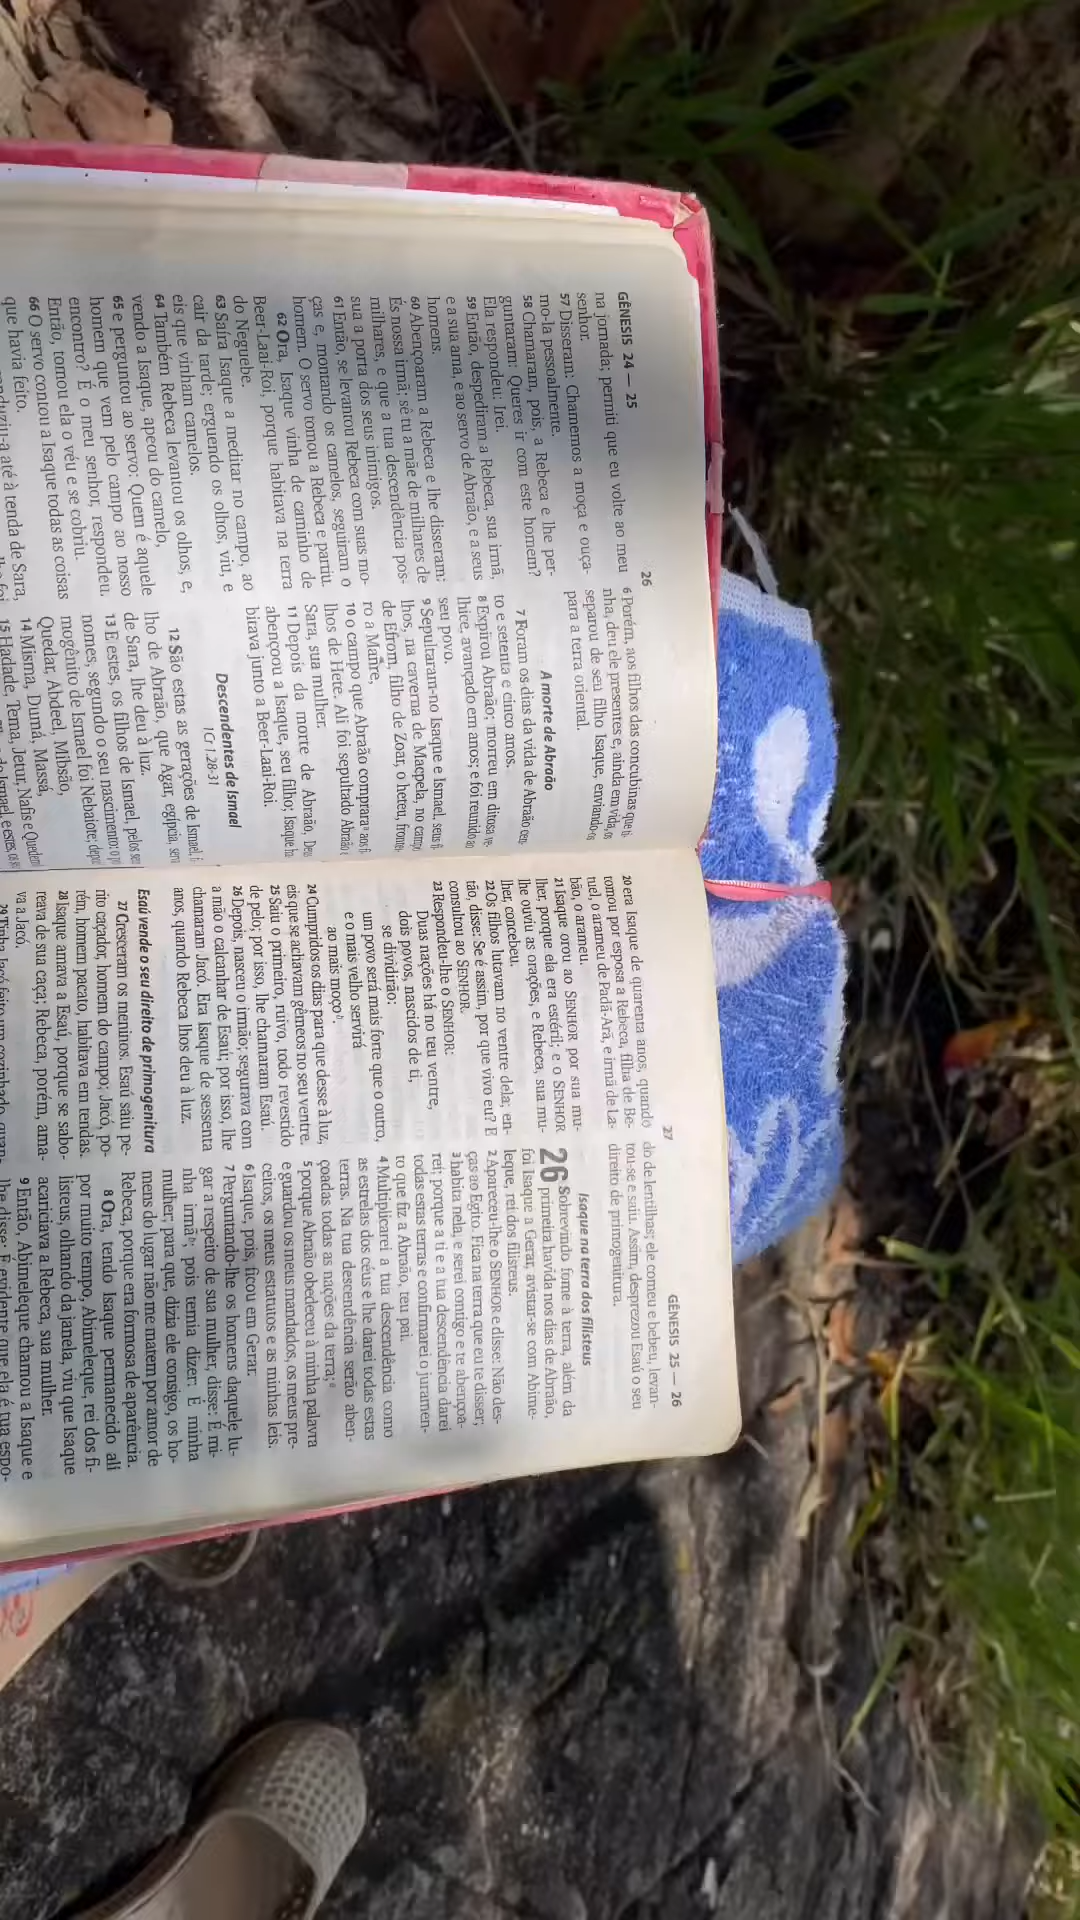 GÊNESIS 24 — 25
26
na jornada; permiti que eu volte ao meu
senhor.
57 Disseram: Chamemos a moça e ouça-
mo-la pessoalmente.
58 Chamaram, pois, a Rebeca e lhe per-
guntaram: Queres ir com este homem?
Ela respondeu: Irei.
59 Então, despediram a Rebeca, sua irmã,
e a sua ama, e ao servo de Abraão, e a seus
homens.
60 Abençoaram a Rebeca e lhe disseram:
És nossa irmã; sê tu a mãe de milhares de
milhares, e que a tua descendência pos-
sua a porta dos seus inimigos.
61 Então, se levantou Rebeca com suas mo-
ças e, montando os camelos, seguiram o
homem. O servo tomou a Rebeca e partiu.
62 Ora, Isaque vinha de caminho de
Beer-Laai-Roi, porque habitava na terra
do Neguebe.
63 Saíra Isaque a meditar no campo, ao
cair da tarde; erguendo os olhos, viu, e
eis que vinham camelos.
64 Também Rebeca levantou os olhos, e,
vendo a Isaque, apeou do camelo,
65 e perguntou ao servo: Quem é aquele
homem que vem pelo campo ao nosso
encontro? É o meu senhor, respondeu.
Então, tomou ela o véu e se cobriu.
66 O servo contou a Isaque todas as coisas
que havia feito.
até à tenda de Sara,
6 Porém, aos filhos das concubinas que
nha, deu ele presentes e, ainda em vida, os
separou de seu filho Isaque, enviando-os
para a terra oriental.
A morte de Abraão
7 Foram os dias da vida de Abraão
to e setenta e cinco anos.
8 Expirou Abraão; morreu em ditosa ve-
lhice, avançado em anos; e foi reunido ao
seu povo.
9 Sepultaram-no Isaque e Ismael, seus
lhos, na caverna de Macpela, no campo
de Efrom, filho de Zoar, o heteu,
ro a Manre,
10 o campo que Abraão comprara aos
lhos de Hete. Ali foi sepultado Abraão e
Sara, sua mulher.
11 Depois da morte de Abraão, Deus
abençoou a Isaque, seu filho; Isaque
bitava junto a Beer-Laai-Roi.
Descendentes de Ismael
1Cr 1.28-31
12 São estas as gerações de Ismael,
lho de Abraão, que Agar, egípcia,
de Sara, lhe deu à luz.
13 E estes, os filhos de Ismael, pelos seus
nomes, segundo o seu nascimento: o
mogênito de Ismael foi Nebaiote;
Quedar, Abdeel, Mibsão,
14 Misma, Dumá, Massá,
15 Hadade, Tema, Jetur, Nafis e
27
GÊNESIS 25 — 26
20 era Isaque de quarenta anos, quando
tomou por esposa a Rebeca, filha de Be-
tuel, o arameu de Padã-Arã, e irmã de La-
bão, o arameu.
21 Isaque orou ao SENHOR por sua mu-
lher, porque ela era estéril; e o SENHOR
lhe ouviu as orações, e Rebeca, sua mu-
lher, concebeu.
22 Os filhos lutavam no ventre dela; en-
tão, disse: Se é assim, por que vivo eu? E
consultou ao SENHOR.
23 Respondeu-lhe o SENHOR:
Duas nações há no teu ventre,
dois povos, nascidos de ti,
se dividirão:
um povo será mais forte que o outro,
e o mais velho servirá
ao mais moço.
24 Cumpridos os dias para que desse à luz,
eis que se achavam gêmeos no seu ventre.
25 Saiu o primeiro, ruivo, todo revestido
de pelo; por isso, lhe chamaram Esaú.
26 Depois, nasceu o irmão; segurava com
a mão o calcanhar de Esaú; por isso, lhe
chamaram Jacó. Era Isaque de sessenta
anos, quando Rebeca lhos deu à luz.
Esaú vende o seu direito de primogenitura
27 Cresceram os meninos. Esaú saiu pe-
rito caçador, homem do campo; Jacó, po-
rém, homem pacato, habitava em tendas.
28 Isaque amava a Esaú, porque se sabo-
reava de sua caça; Rebeca, porém, ama-
va a Jacó.
do de lentilhas; ele comeu e bebeu, levan-
tou-se e saiu. Assim, desprezou Esaú o seu
direito de primogenitura.
Isaque na terra dos filisteus
26 Sobrevindo fome à terra, além da
primeira havida nos dias de Abraão,
foi Isaque a Gerar, avistar-se com Abime-
leque, rei dos filisteus.
2 Apareceu-lhe o SENHOR e disse: Não des-
ças ao Egito. Fica na terra que eu te disser;
3 habita nela, e serei contigo e te abençoa-
rei; porque a ti e a tua descendência darei
todas estas terras e confirmarei o juramen-
to que fiz a Abraão, teu pai.
4 Multiplicarei a tua descendência como
as estrelas dos céus e lhe darei todas estas
terras. Na tua descendência serão aben-
çoadas todas as nações da terra;
5 porque Abraão obedeceu à minha palavra
e guardou os meus mandados, os meus pre-
ceitos, os meus estatutos e as minhas leis.
6 Isaque, pois, ficou em Gerar.
7 Perguntando-lhe os homens daquele lu-
gar a respeito de sua mulher, disse: É mi-
nha irmã; pois temia dizer: É minha
mulher; para que, dizia ele consigo, os ho-
mens do lugar não me matem por amor de
Rebeca, porque era formosa de aparência.
8 Ora, tendo Isaque permanecido ali
por muito tempo, Abimeleque, rei dos fi-
listeus, olhando da janela, viu que Isaque
acariciava a Rebeca, sua mulher.
9 Então, Abimeleque chamou a Isaque e
lhe disse: É evidente que ela é tua espo-